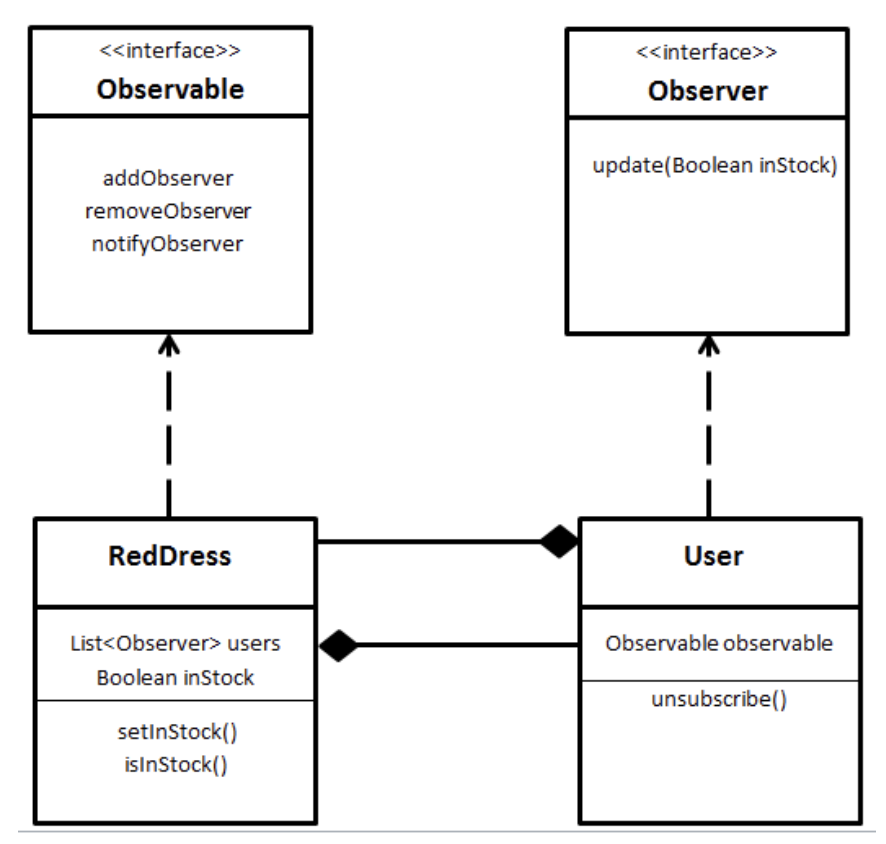 <<interface>>
Observable
addObserver
removeObserver
notifyObserver
<<interface>>
Observer
update(Boolean inStock)
RedDress
List<Observer> users
Boolean inStock
setInStock()
isInStock()
User
Observable observable
unsubscribe()